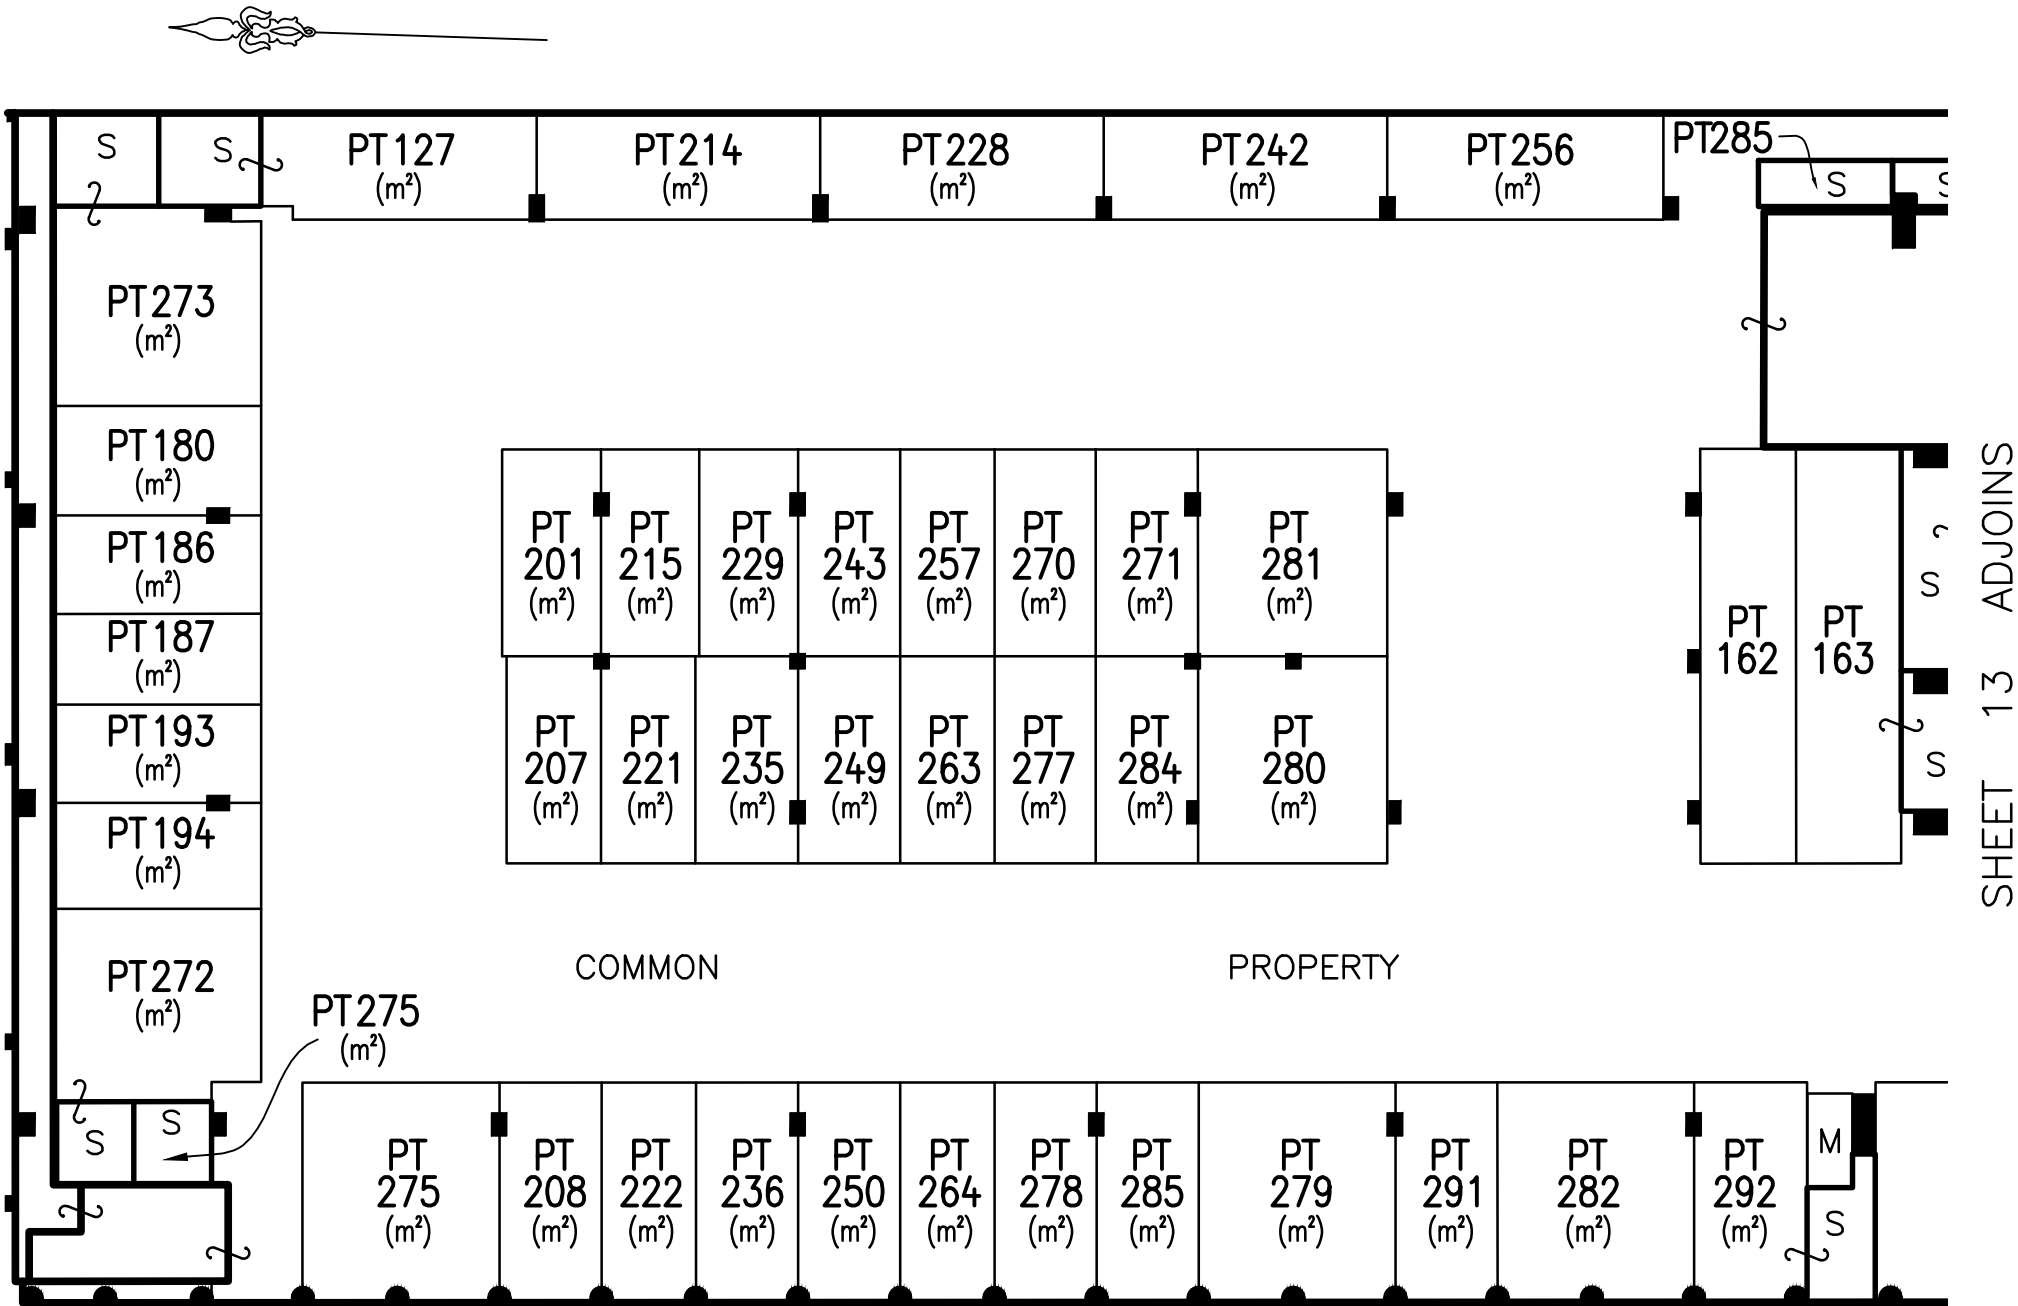 PT127
(m²)
PT214
(m²)
PT228
(m²)
PT242
(m²)
PT256
(m²)
PT285
S
S
S
S
PT273
(m²)
PT180
(m²)
PT186
(m²)
PT187
(m²)
PT193
(m²)
PT194
(m²)
PT272
(m²)
PT
201
(m²)
PT
215
(m²)
PT
229
(m²)
PT
243
(m²)
PT
257
(m²)
PT
270
(m²)
PT
271
(m²)
PT
281
(m²)
PT
207
(m²)
PT
221
(m²)
PT
235
(m²)
PT
249
(m²)
PT
263
(m²)
PT
277
(m²)
PT
284
(m²)
PT
280
(m²)
PT
162
PT
163
S
S
SHEET 13 ADJOINS
COMMON PROPERTY
PT275
(m²)
S
S
PT
275
(m²)
PT
208
(m²)
PT
222
(m²)
PT
236
(m²)
PT
250
(m²)
PT
264
(m²)
PT
278
(m²)
PT
285
(m²)
PT
279
(m²)
PT
291
(m²)
PT
282
(m²)
PT
292
(m²)
M
S